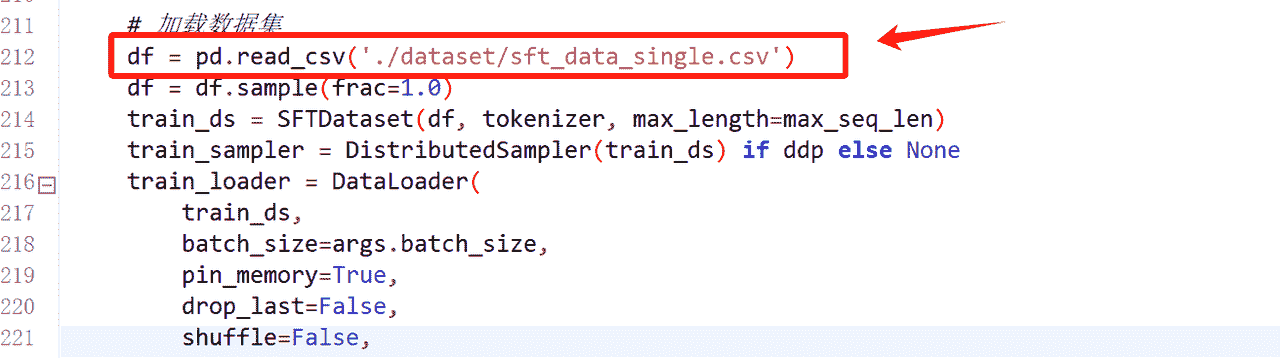 211 # 加载数据集
212 df = pd.read_csv('./dataset/sft_data_single.csv')
213 df = df.sample(frac=1.0)
214 train_ds = SFTDataset(df, tokenizer, max_length=max_seq_len)
215 train_sampler = DistributedSampler(train_ds) if ddp else None
216 train_loader = DataLoader(
217 train_ds,
218 batch_size=args.batch_size,
219 pin_memory=True,
220 drop_last=False,
221 shuffle=False,